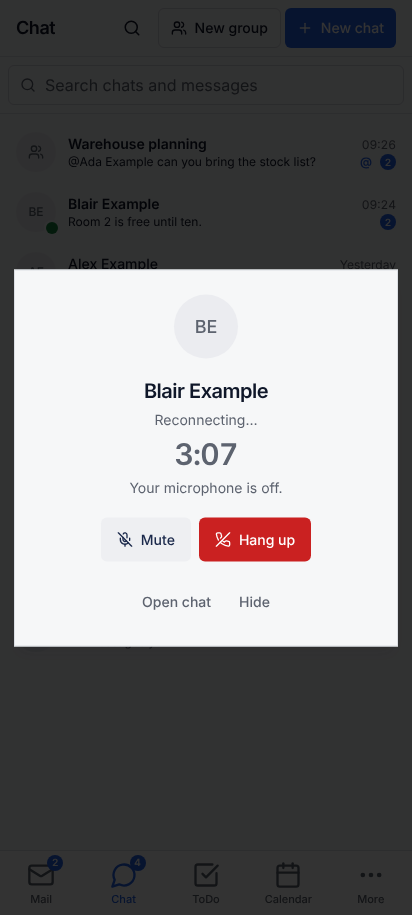 Chat
New group
New chat
Search chats and messages
Warehouse planning
09:26
@Ada Example can you bring the stock list?
@ 2
BE
Blair Example
09:24
Room 2 is free until ten.
2
Alex Example
Yesterday
BE
Blair Example
Reconnecting…
3:07
Your microphone is off.
Mute
Hang up
Open chat
Hide
2
4
Mail
Chat
ToDo
Calendar
More